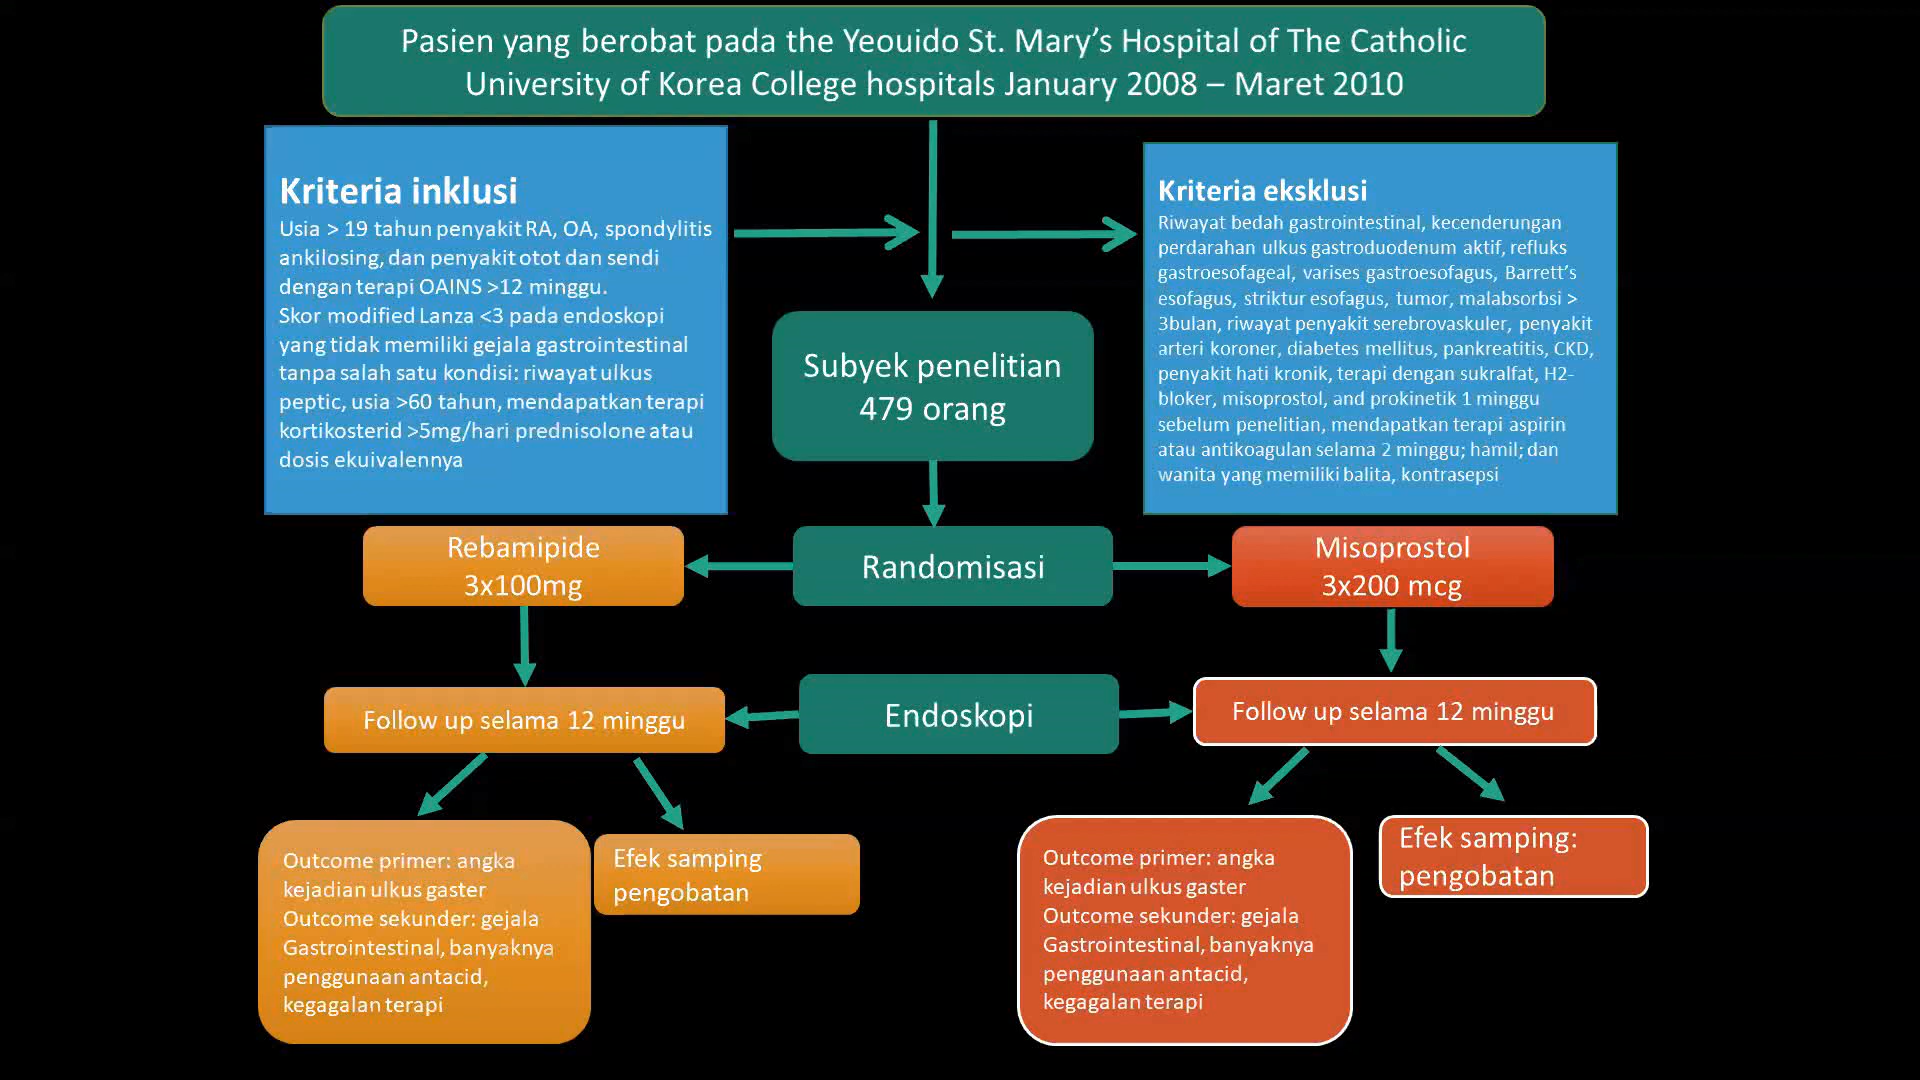 Pasien yang berobat pada the Yeouido St. Mary’s Hospital of The Catholic
University of Korea College hospitals January 2008 – Maret 2010
Kriteria inklusi
Usia > 19 tahun penyakit RA, OA, spondylitis
ankilosing, dan penyakit otot dan sendi
dengan terapi OAINS >12 minggu.
Skor modified Lanza <3 pada endoskopi
yang tidak memiliki gejala gastrointestinal
tanpa salah satu kondisi: riwayat ulkus
peptic, usia >60 tahun, mendapatkan terapi
kortikosterid >5mg/hari prednisolone atau
dosis ekuivalennya
Kriteria eksklusi
Riwayat bedah gastrointestinal, kecenderungan
perdarahan ulkus gastroduodenum aktif, refluks
gastroesofageal, varises gastroesofagus, Barrett’s
esofagus, striktur esofagus, tumor, malabsorbsi >
3bulan, riwayat penyakit serebrovaskuler, penyakit
arteri koroner, diabetes mellitus, pankreatitis, CKD,
penyakit hati kronik, terapi dengan sukralfat, H2-
bloker, misoprostol, and prokinetik 1 minggu
sebelum penelitian, mendapatkan terapi aspirin
atau antikoagulan selama 2 minggu; hamil; dan
wanita yang memiliki balita, kontrasepsi
Subyek penelitian
479 orang
Rebamipide
3x100mg
Randomisasi
Misoprostol
3x200 mcg
Follow up selama 12 minggu
Endoskopi
Follow up selama 12 minggu
Outcome primer: angka
kejadian ulkus gaster
Outcome sekunder: gejala
Gastrointestinal, banyaknya
penggunaan antacid,
kegagalan terapi
Efek samping
pengobatan
Outcome primer: angka
kejadian ulkus gaster
Outcome sekunder: gejala
Gastrointestinal, banyaknya
penggunaan antacid,
kegagalan terapi
Efek samping:
pengobatan